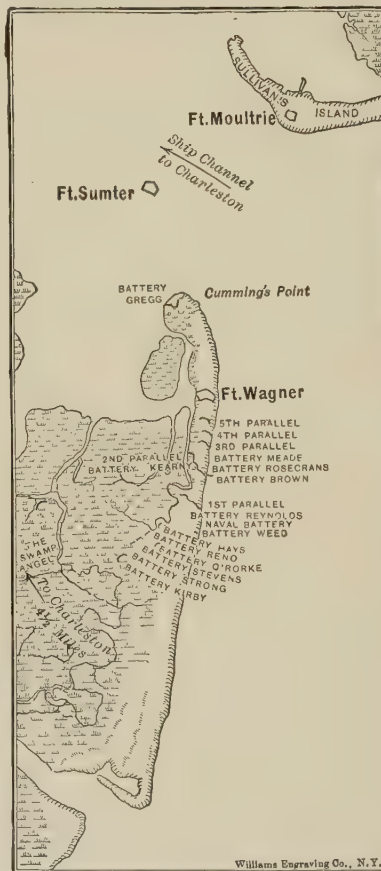 SULLIVAN'S
ISLAND
Ft.Moultrie
Ship Channel
to Charleston
Ft.Sumter
BATTERY
GREGG
Cumming's Point
Ft.Wagner
5TH PARALLEL
4TH PARALLEL
3RD PARALLEL
2ND PARALLEL
BATTERY MEADE
BATTERY KEARNY
BATTERY ROSECRANS
BATTERY BROWN
1ST PARALLEL
BATTERY REYNOLDS
NAVAL BATTERY
BATTERY WEED
BATTERY HAYS
BATTERY RENO
BATTERY O'RORKE
BATTERY STEVENS
BATTERY STRONG
BATTERY KIRBY
THE
SWAMP
ANGEL
To Charleston
4½ Miles
Williams Engraving Co., N.Y.